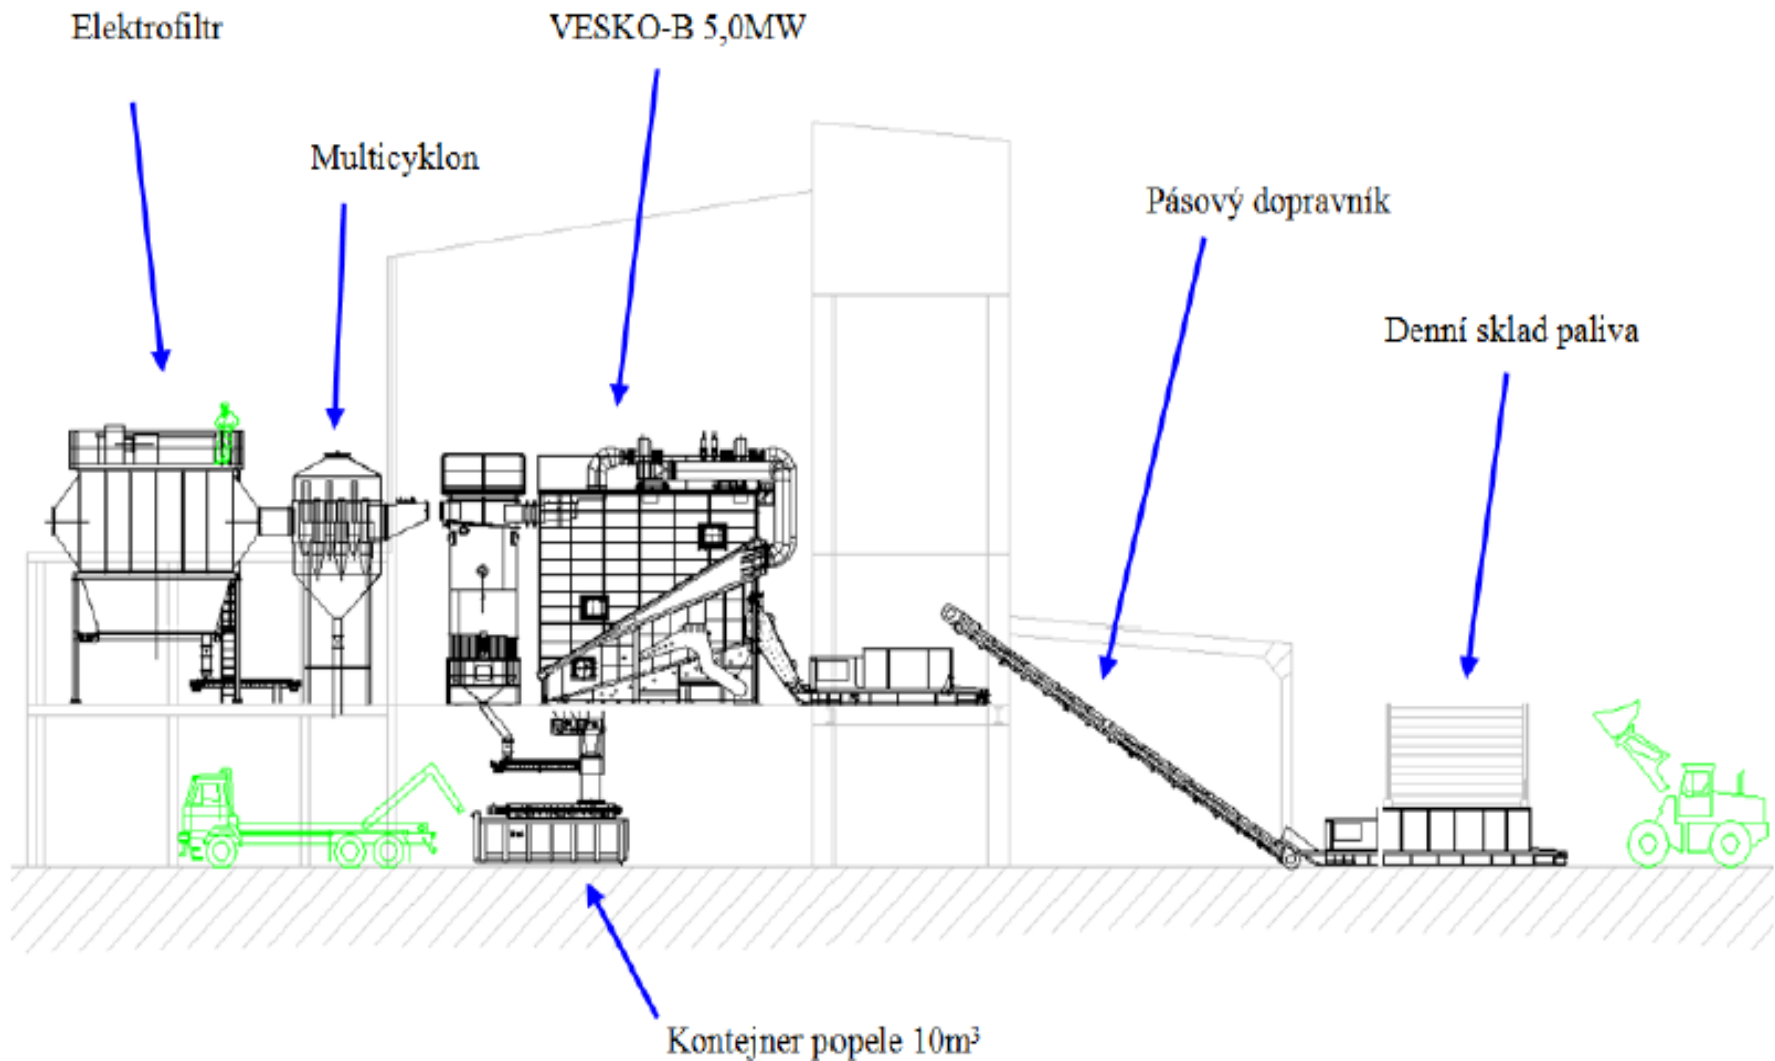 Elektrofiltr
VESKO-B 5,0MW
Multicyklon
Pásový dopravník
Denní sklad paliva
Kontejner popele 10m³